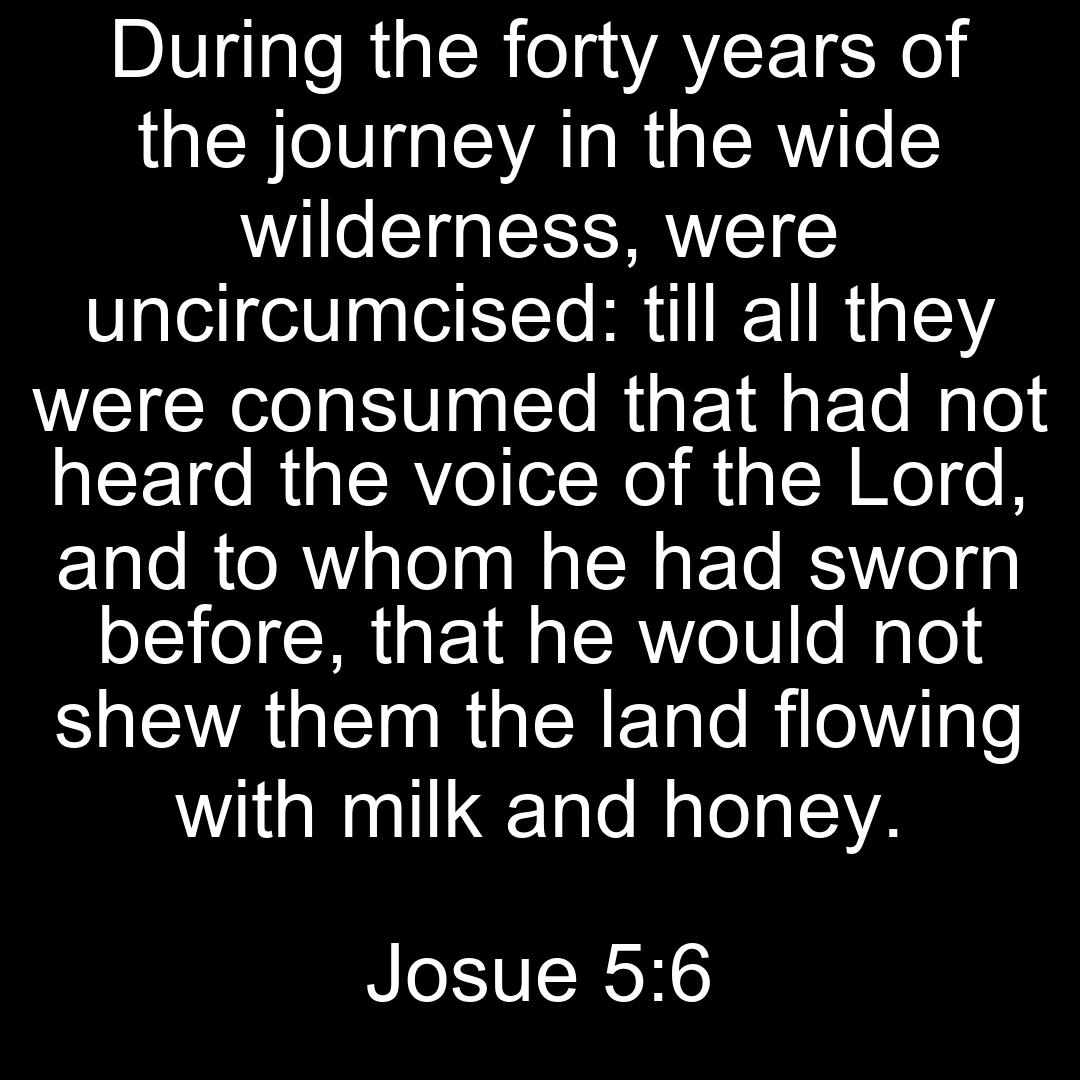 During the forty years of
the journey in the wide
wilderness, were
uncircumcised: till all they
were consumed that had not
heard the voice of the Lord,
and to whom he had sworn
before, that he would not
shew them the land flowing
with milk and honey.
Josue 5:6